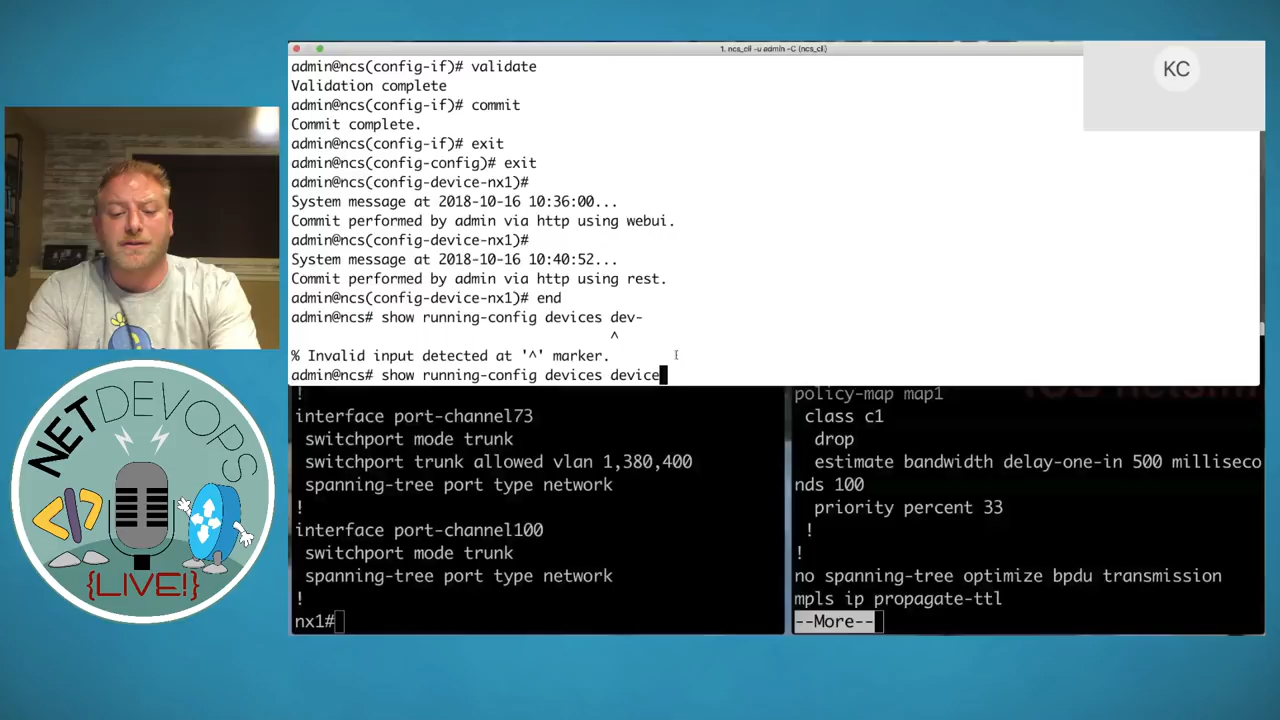 1. ncs_cli -u admin -C (ncs_cli)
admin@ncs(config-if)# validate
Validation complete
admin@ncs(config-if)# commit
Commit complete.
admin@ncs(config-if)# exit
admin@ncs(config-config)# exit
admin@ncs(config-device-nx1)#
System message at 2018-10-16 10:36:00...
Commit performed by admin via http using webui.
admin@ncs(config-device-nx1)#
System message at 2018-10-16 10:40:52...
Commit performed by admin via http using rest.
admin@ncs(config-device-nx1)# end
admin@ncs# show running-config devices dev-
^
% Invalid input detected at '^' marker.
admin@ncs# show running-config devices device
KC
!
interface port-channel73
switchport mode trunk
switchport trunk allowed vlan 1,380,400
spanning-tree port type network
!
interface port-channel100
switchport mode trunk
spanning-tree port type network
!
nx1#
policy-map map1
class c1
drop
estimate bandwidth delay-one-in 500 milliseco
nds 100
priority percent 33
!
!
no spanning-tree optimize bpdu transmission
mpls ip propagate-ttl
--More--
NETDEVOPS
{LIVE!}